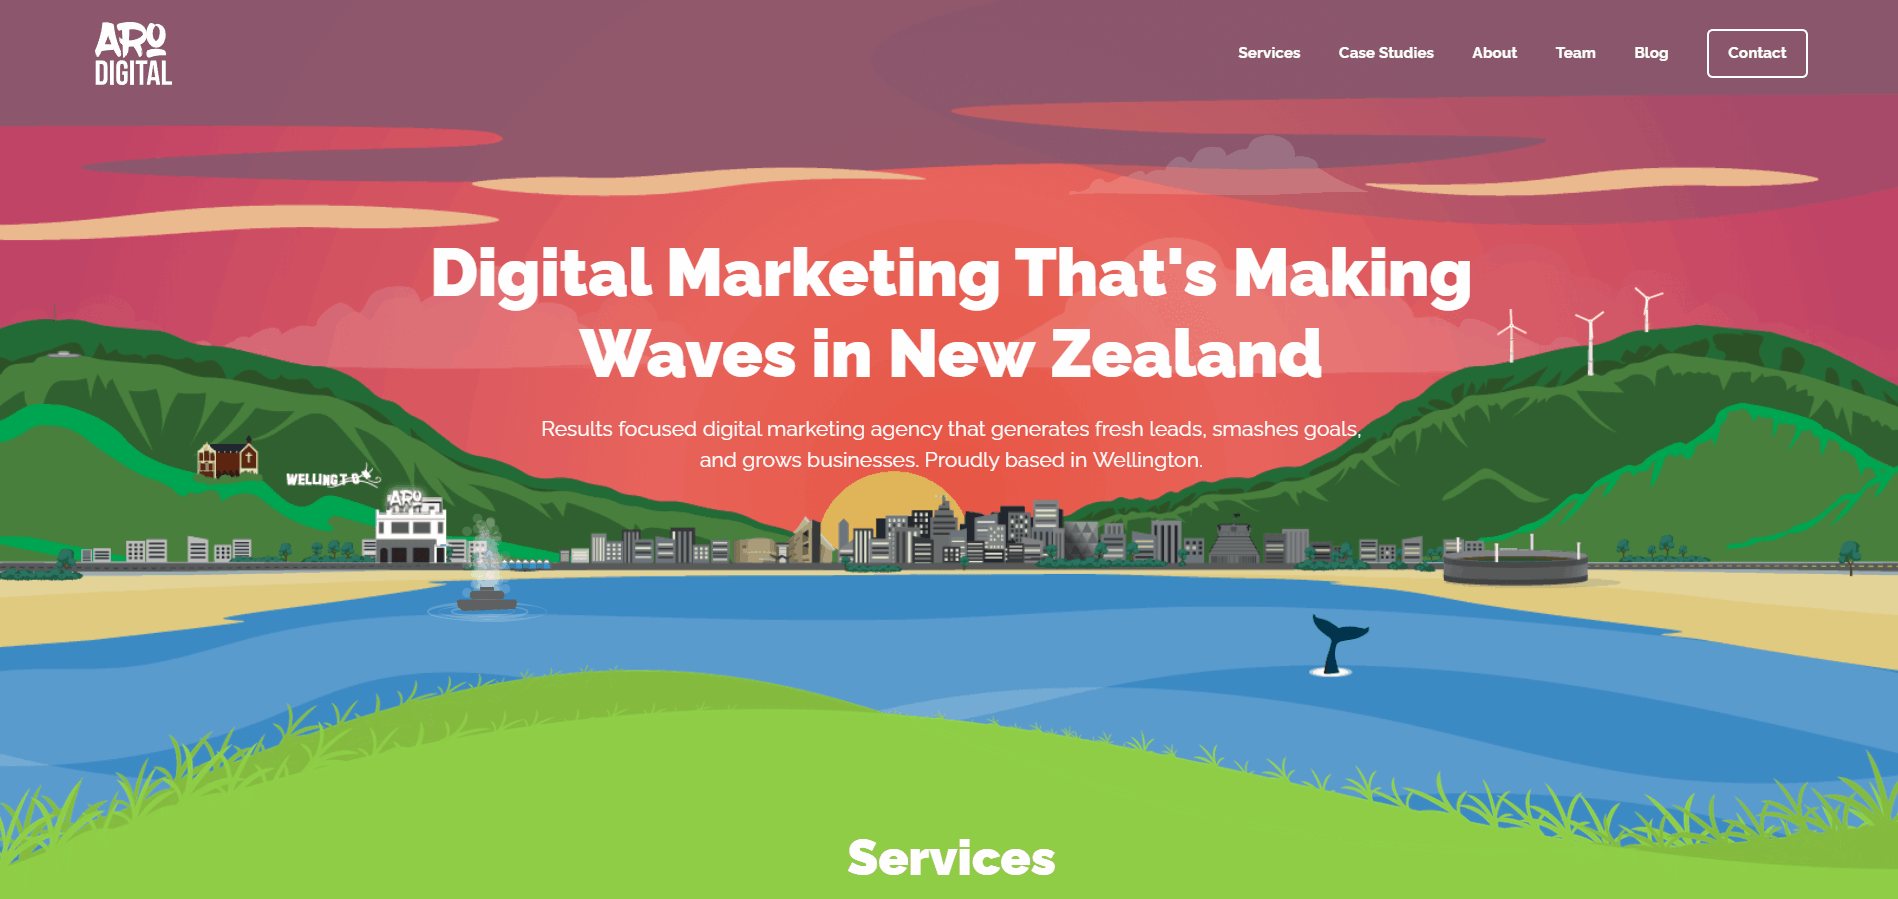 ARO
DIGITAL
Services
Case Studies
About
Team
Blog
Contact
Digital Marketing That's Making
Waves in New Zealand
Results focused digital marketing agency that generates fresh leads, smashes goals,
and grows businesses. Proudly based in Wellington.
WELLINGTO
ARO
Services